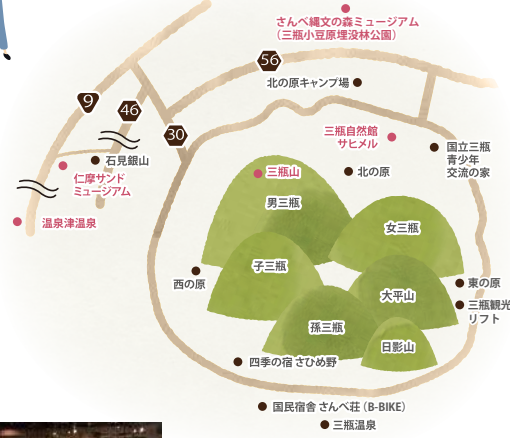 さんべ縄文の森ミュージアム
（三瓶小豆原埋没林公園）
56
北の原キャンプ場
9
46
30
三瓶自然館
サヒメル
国立三瓶
青少年
交流の家
石見銀山
仁摩サンド
ミュージアム
三瓶山
北の原
男三瓶
温泉津温泉
女三瓶
子三瓶
西の原
東の原
大平山
三瓶観光
リフト
孫三瓶
日影山
四季の宿 さひめ野
国民宿舎 さんべ荘（B-BIKE）
三瓶温泉